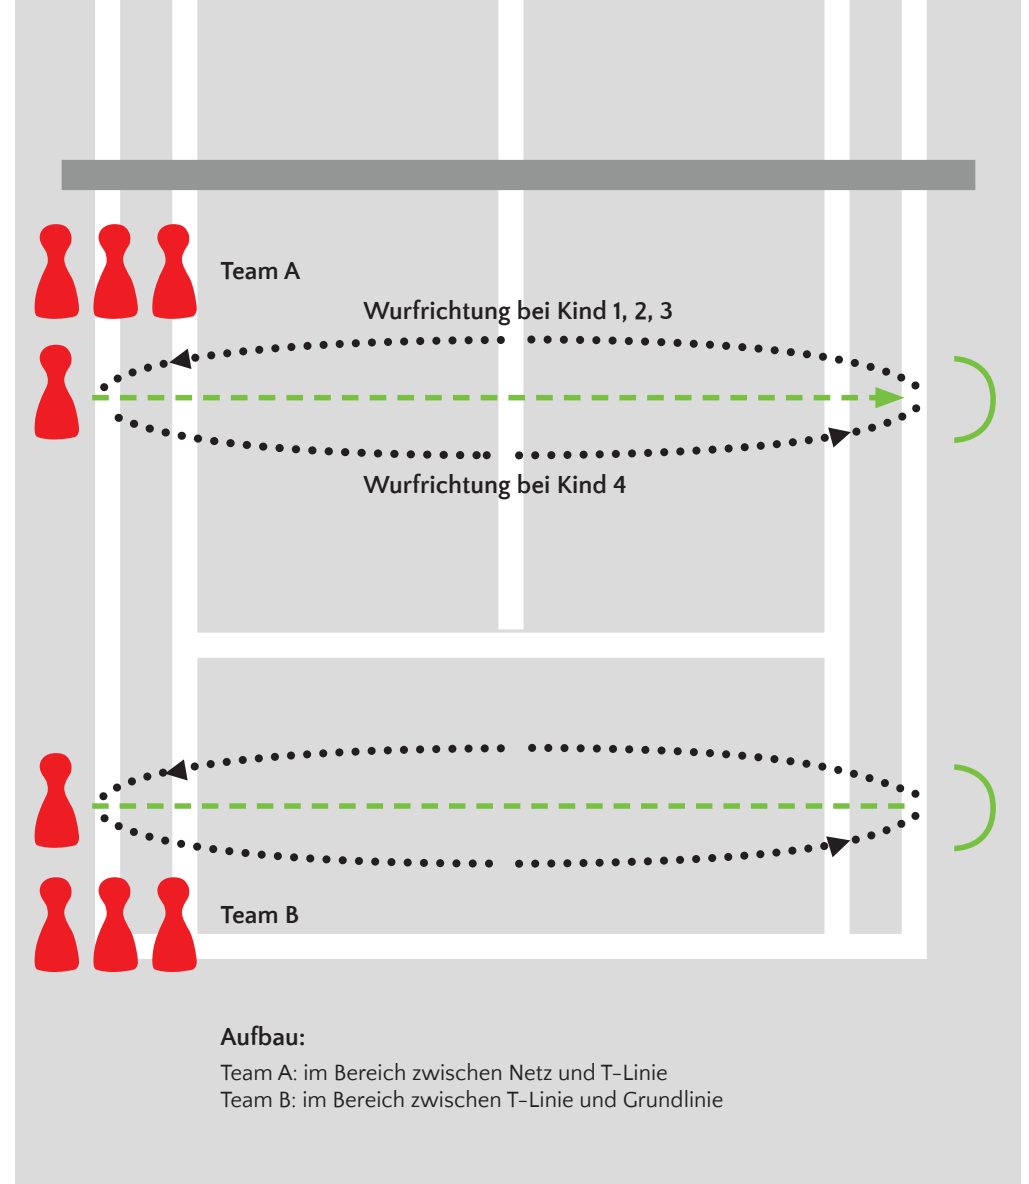 Team A
Wurfrichtung bei Kind 1, 2, 3
Wurfrichtung bei Kind 4
Team B
Aufbau:
Team A: im Bereich zwischen Netz und T-Linie
Team B: im Bereich zwischen T-Linie und Grundlinie